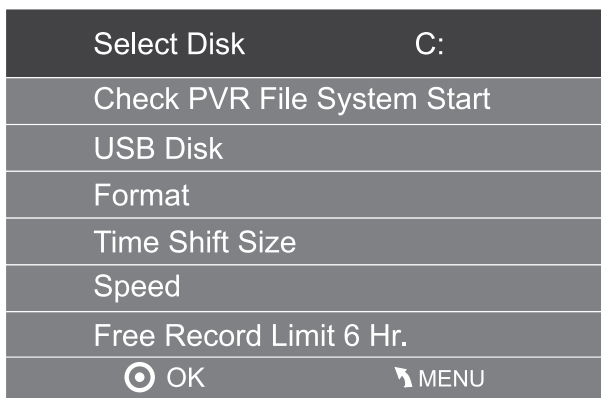 Select Disk C:
Check PVR File System Start
USB Disk
Format
Time Shift Size
Speed
Free Record Limit 6 Hr.
OK MENU